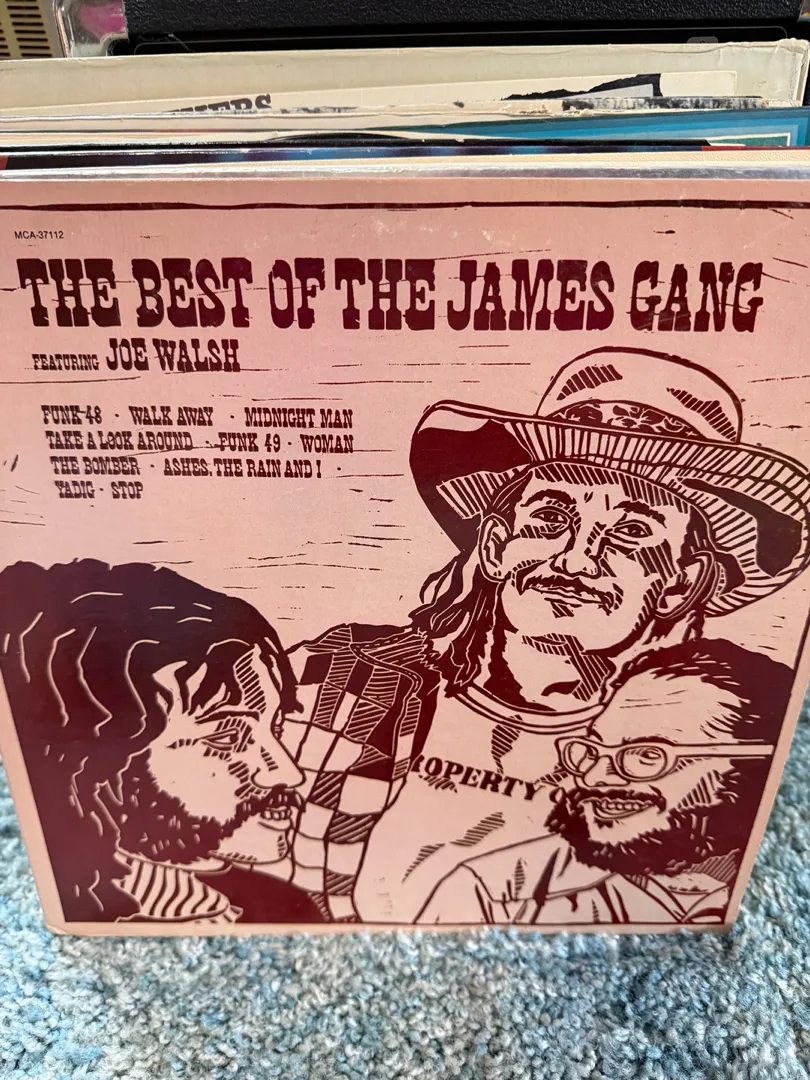 MCA-37112
THE BEST OF THE JAMES GANG
FEATURING JOE WALSH
FUNK-48 · WALK AWAY · MIDNIGHT MAN
TAKE A LOOK AROUND · FUNK 49 · WOMAN
THE BOMBER · ASHES, THE RAIN AND I ·
YADIG · STOP
ROPERTY O